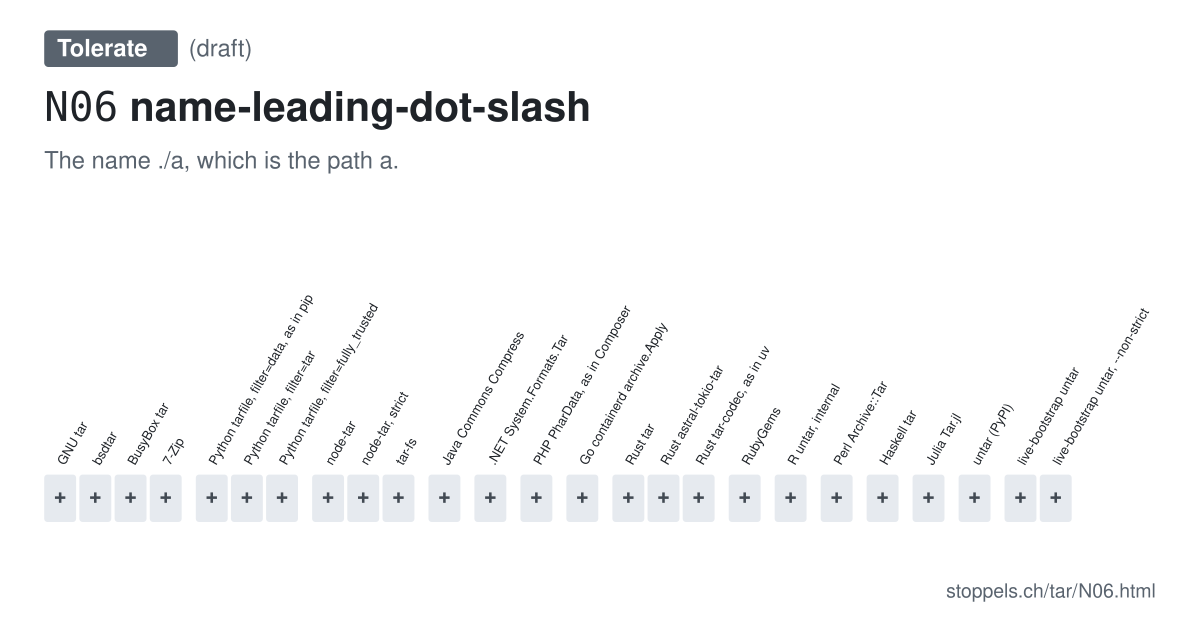 Tolerate (draft)
N06 name-leading-dot-slash
The name ./a, which is the path a.
GNU tar
bsdtar
BusyBox tar
7-Zip
Python tarfile, filter=data, as in pip
Python tarfile, filter=tar
Python tarfile, filter=fully_trusted
node-tar
node-tar, strict
tar-fs
Java Commons Compress
.NET System.Formats.Tar
PHP PharData, as in Composer
Go containerd archive.Apply
Rust tar
Rust astral-tokio-tar
Rust tar-codec, as in uv
RubyGems
R untar, internal
Perl Archive::Tar
Haskell tar
Julia Tar.jl
untar (PyPI)
live-bootstrap untar
live-bootstrap untar, --non-strict
+ + + + + + + + + + + + + + + + + + + + + + + + +
stoppels.ch/tar/N06.html